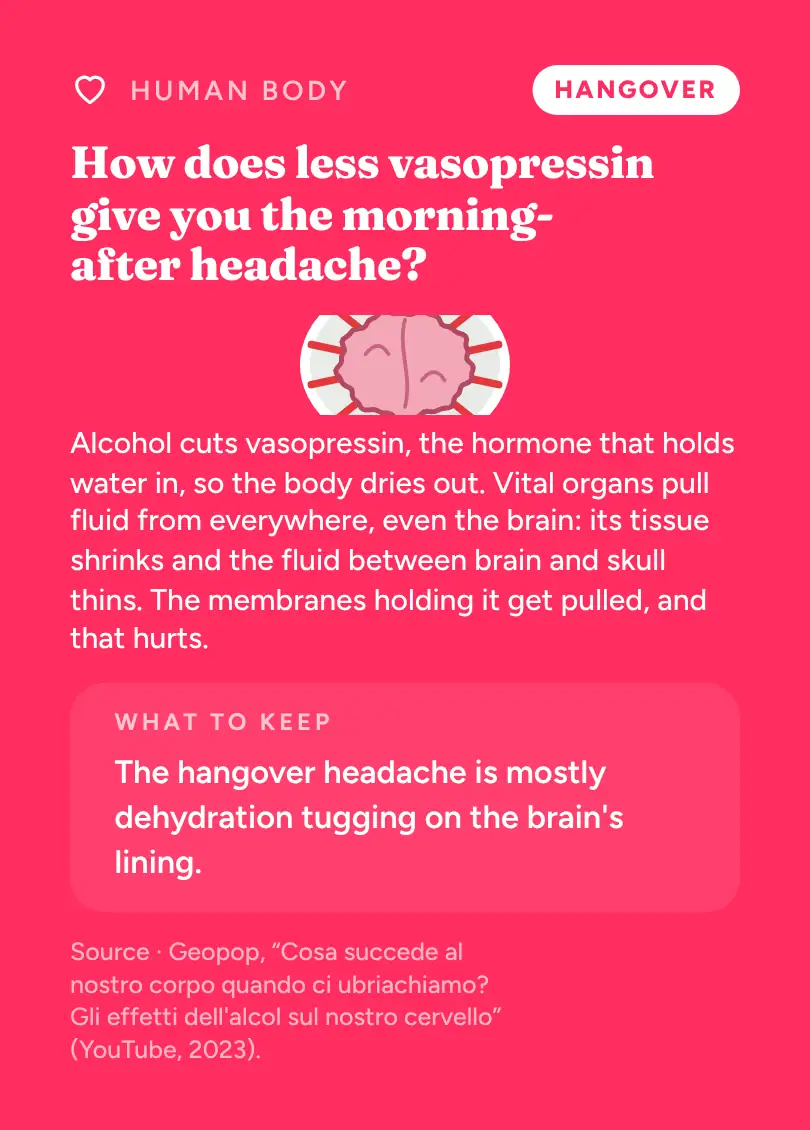 HUMAN BODY
HANGOVER
How does less vasopressin
give you the morning-
after headache?
Alcohol cuts vasopressin, the hormone that holds
water in, so the body dries out. Vital organs pull
fluid from everywhere, even the brain: its tissue
shrinks and the fluid between brain and skull
thins. The membranes holding it get pulled, and
that hurts.
WHAT TO KEEP
The hangover headache is mostly
dehydration tugging on the brain's
lining.
Source · Geopop, “Cosa succede al
nostro corpo quando ci ubriachiamo?
Gli effetti dell'alcol sul nostro cervello”
(YouTube, 2023).